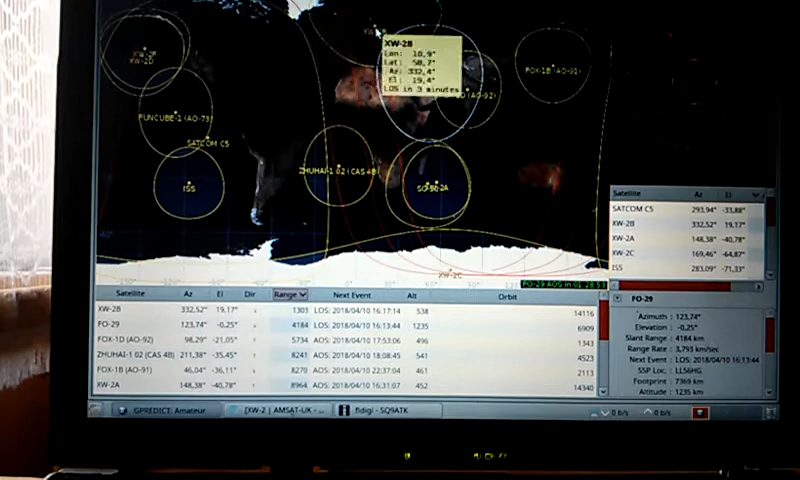 XW-2F
XW-2D
XW-2B
Lon: 10,9°
Lat: 58,7°
Az: 332,4°
El: 19,4°
LOS in 3 minutes
FOX-1B (AO-91)
FUNCUBE-1 (AO-73)
SATCOM C5
ISS
ZHUHAI-1 02 (CAS 4B)
XW-2C
FO-29 AOS in 01:28:53
Satellite Az El
SATCOM C5 293,94° -33,88°
XW-2B 332,52° 19,17°
XW-2A 148,38° -40,78°
XW-2C 169,46° -64,87°
ISS 283,09° -71,33°
Satellite Az El Dir Range Next Event Alt Orbit
XW-2B 332,52° 19,17° 1303 LOS: 2018/04/10 16:17:14 538 14116
FO-29 123,74° -0,25° 4184 LOS: 2018/04/10 16:13:44 1235 6909
FOX-1D (AO-92) 98,29° -21,05° 5734 AOS: 2018/04/10 17:53:06 496 1343
ZHUHAI-1 02 (CAS 4B) 211,38° -35,45° 8241 AOS: 2018/04/10 18:08:45 541 4523
FOX-1B (AO-91) 46,04° -36,11° 8270 AOS: 2018/04/10 22:37:04 461 2113
XW-2A 148,38° -40,78° 8964 AOS: 2018/04/10 16:31:07 452 14340
FO-29
Azimuth : 123,74°
Elevation : -0,25°
Slant Range : 4184 km
Range Rate : 3,793 km/sec
Next Event : LOS: 2018/04/10 16:13:44
SSP Loc. : LL56HG
Footprint : 7369 km
Altitude : 1235 km
GPREDICT: Amateur
[XW-2 | AMSAT-UK - ...
fldigi - SQ9ATK
0 b/s
0 b/s